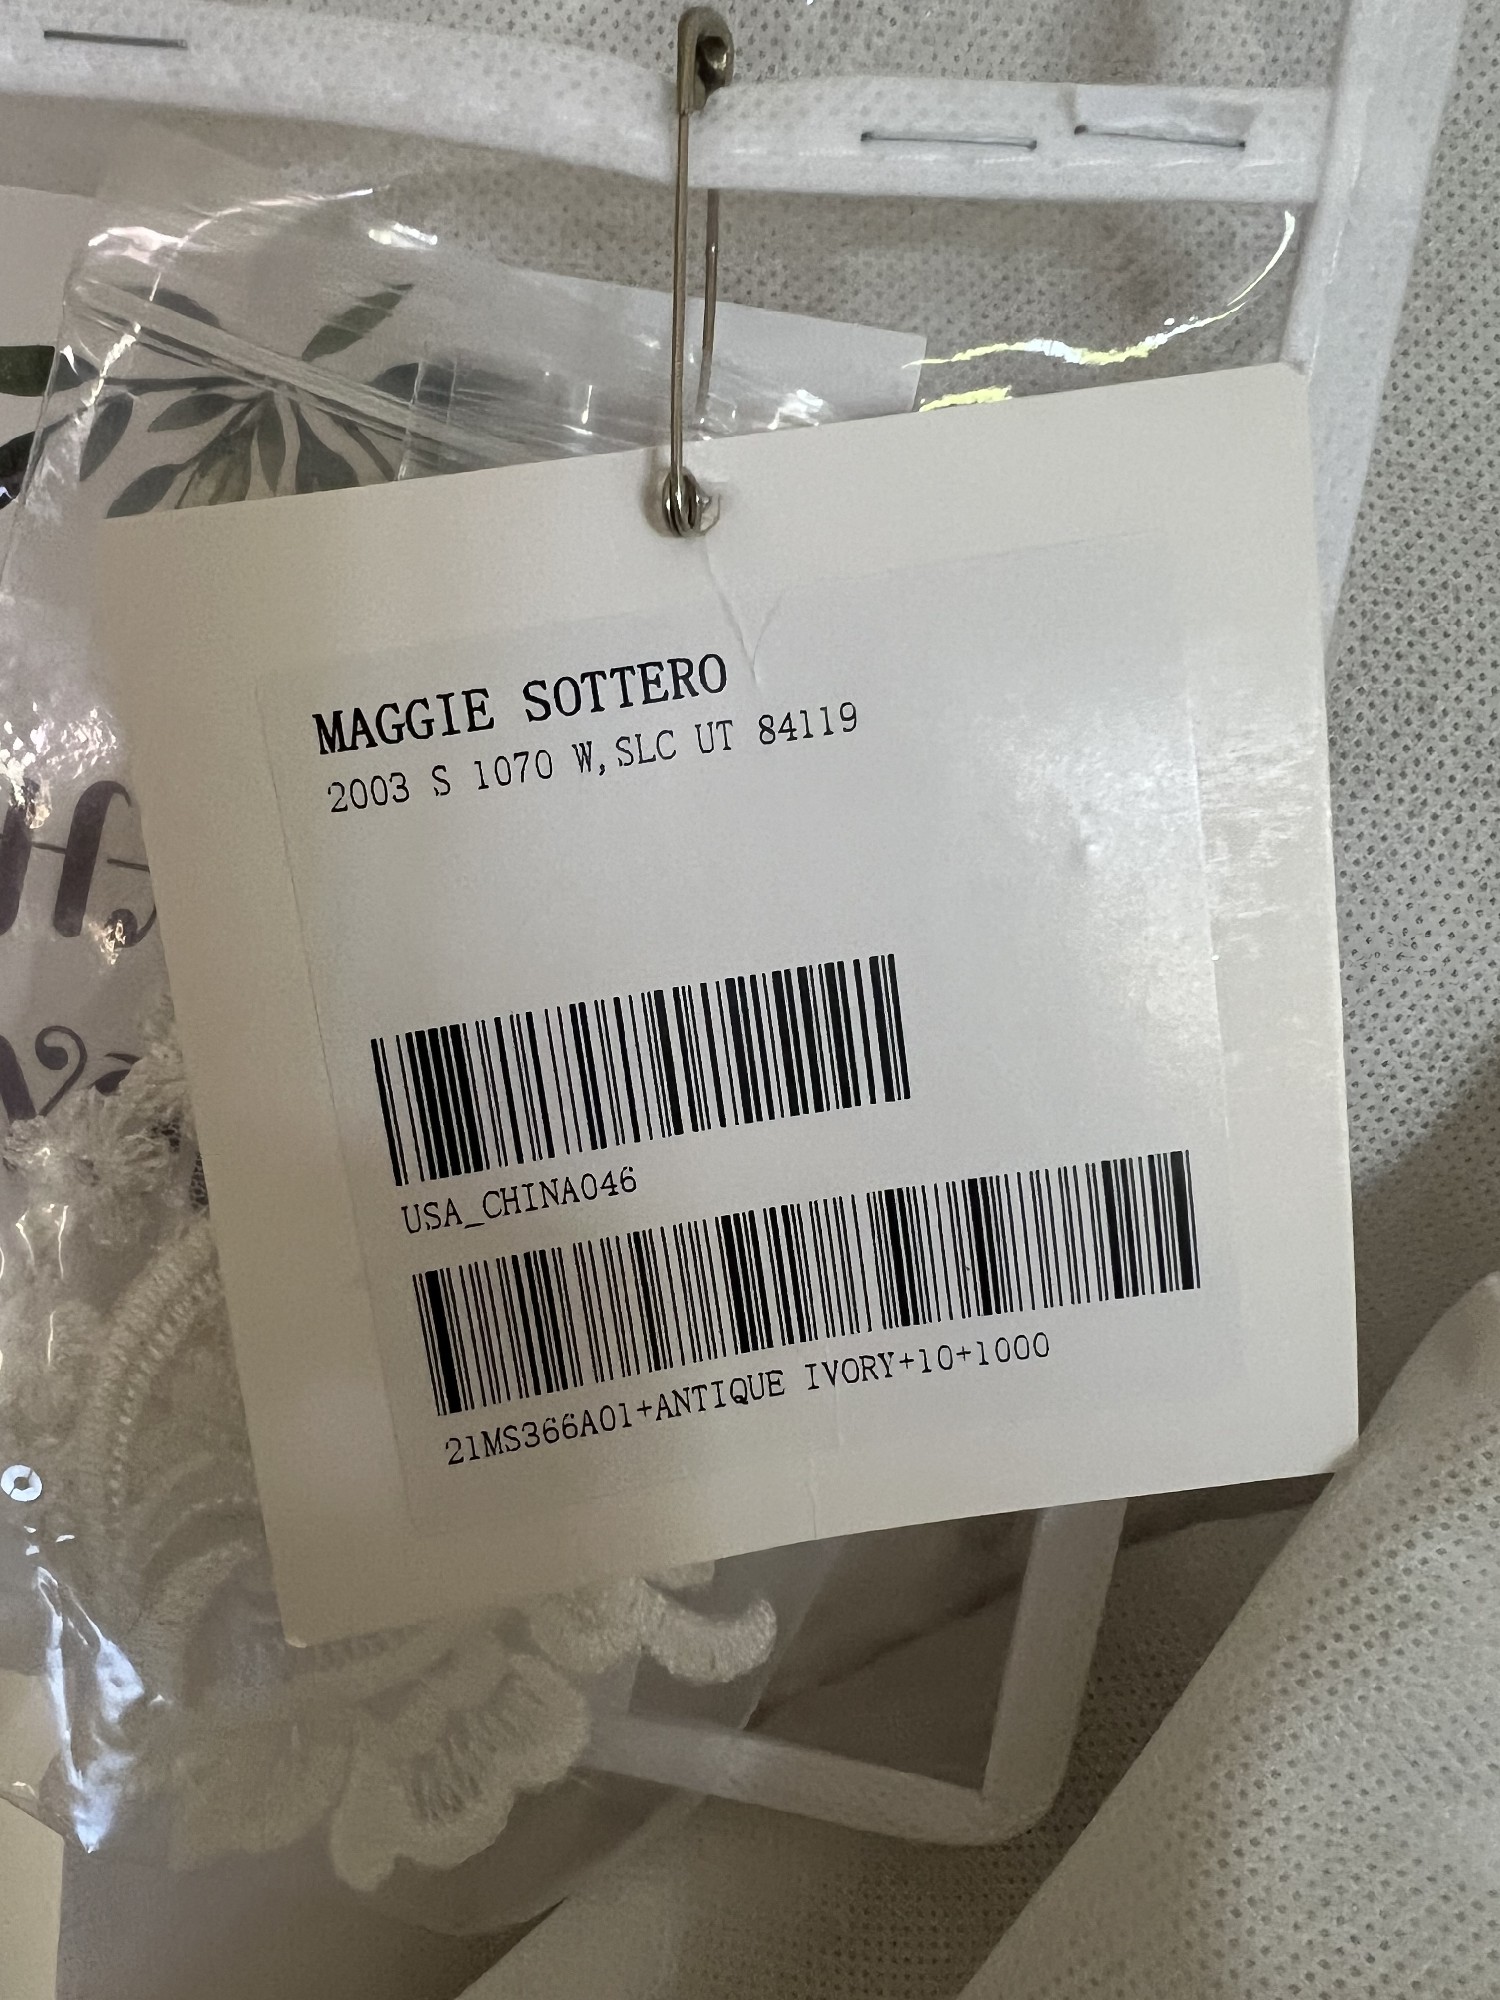 MAGGIE SOTTERO
2003 S 1070 W, SLC UT 84119
USA_CHINA046
21MS366A01+ANTIQUE IVORY+10+1000